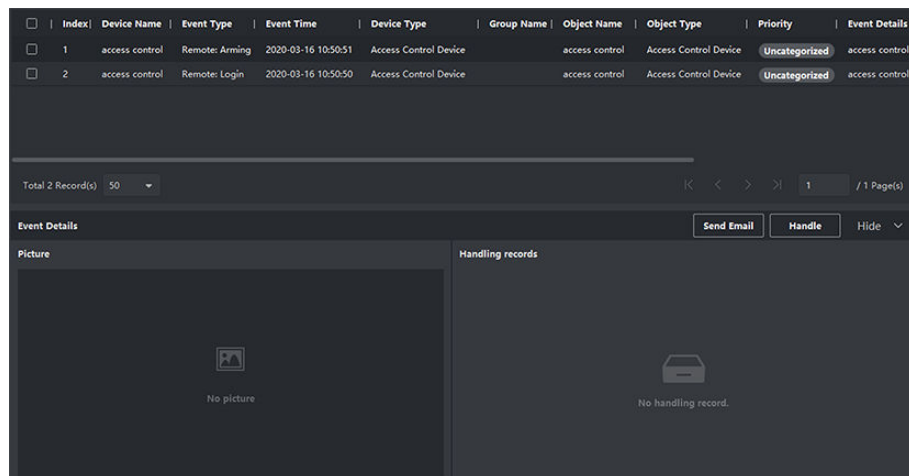 Index Device Name Event Type Event Time Device Type Group Name Object Name Object Type Priority Event Details
1 access control Remote: Arming 2020-03-16 10:50:51 Access Control Device access control Access Control Device Uncategorized access control
2 access control Remote: Login 2020-03-16 10:50:50 Access Control Device access control Access Control Device Uncategorized access control
Total 2 Record(s) 50 1 / 1 Page(s)
Event Details Send Email Handle Hide
Picture Handling records
No picture
No handling record.